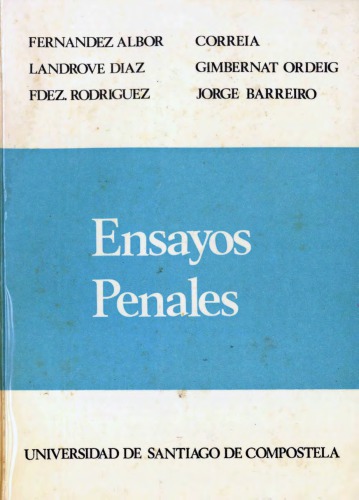 FERNANDEZ ALBOR CORREIA
LANDROVE DIAZ GIMBERNAT ORDEIG
FDEZ. RODRIGUEZ JORGE BARREIRO
Ensayos
Penales
UNIVERSIDAD DE SANTIAGO DE COMPOSTELA